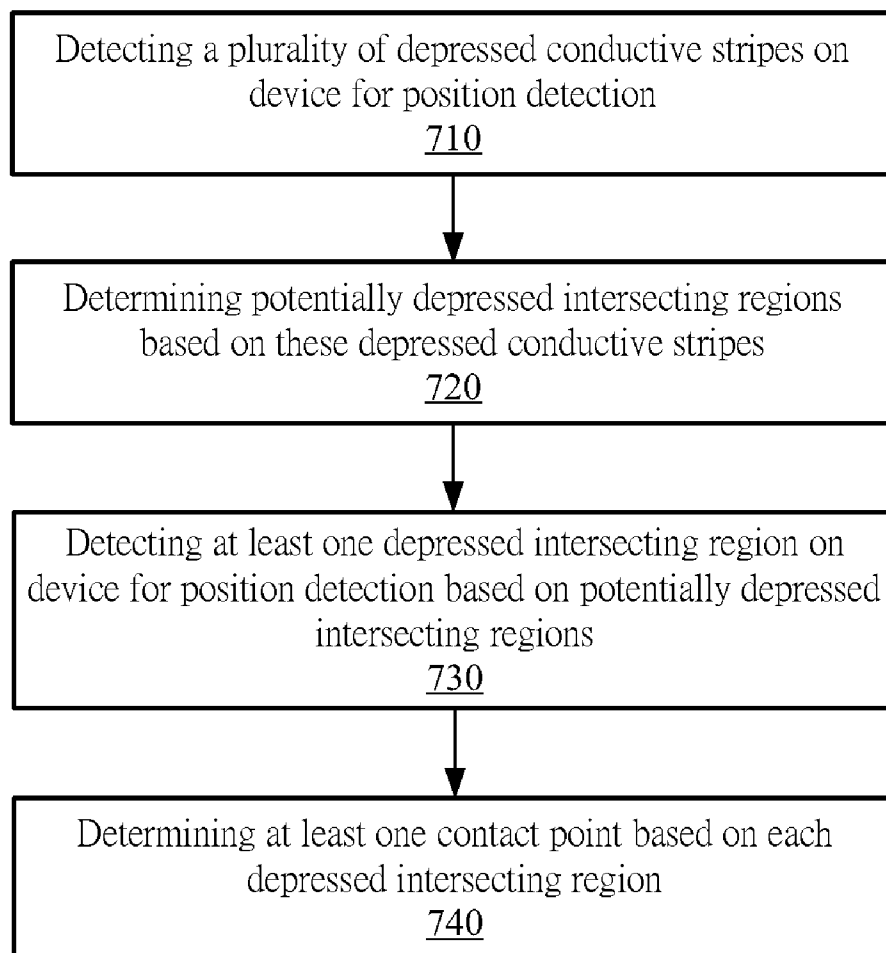 Detecting a plurality of depressed conductive stripes on
device for position detection
710
Determining potentially depressed intersecting regions
based on these depressed conductive stripes
720
Detecting at least one depressed intersecting region on
device for position detection based on potentially depressed
intersecting regions
730
Determining at least one contact point based on each
depressed intersecting region
740